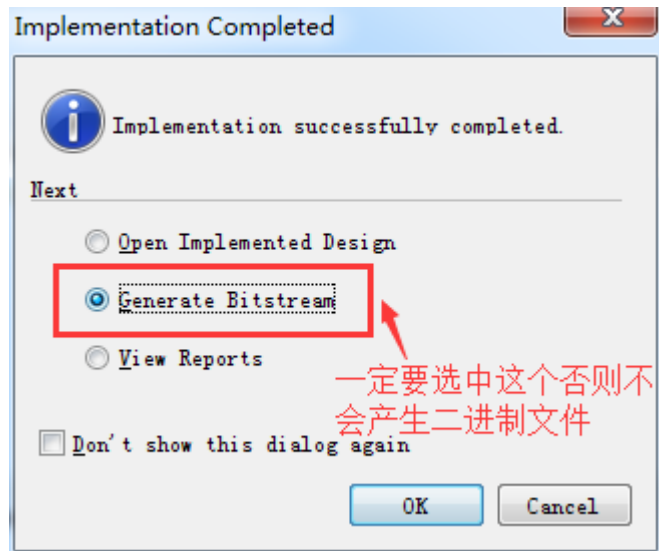 Implementation Completed
Implementation successfully completed.
Next
Open Implemented Design
Generate Bitstream
View Reports
一定要选中这个否则不
会产生二进制文件
Don't show this dialog again
OK
Cancel